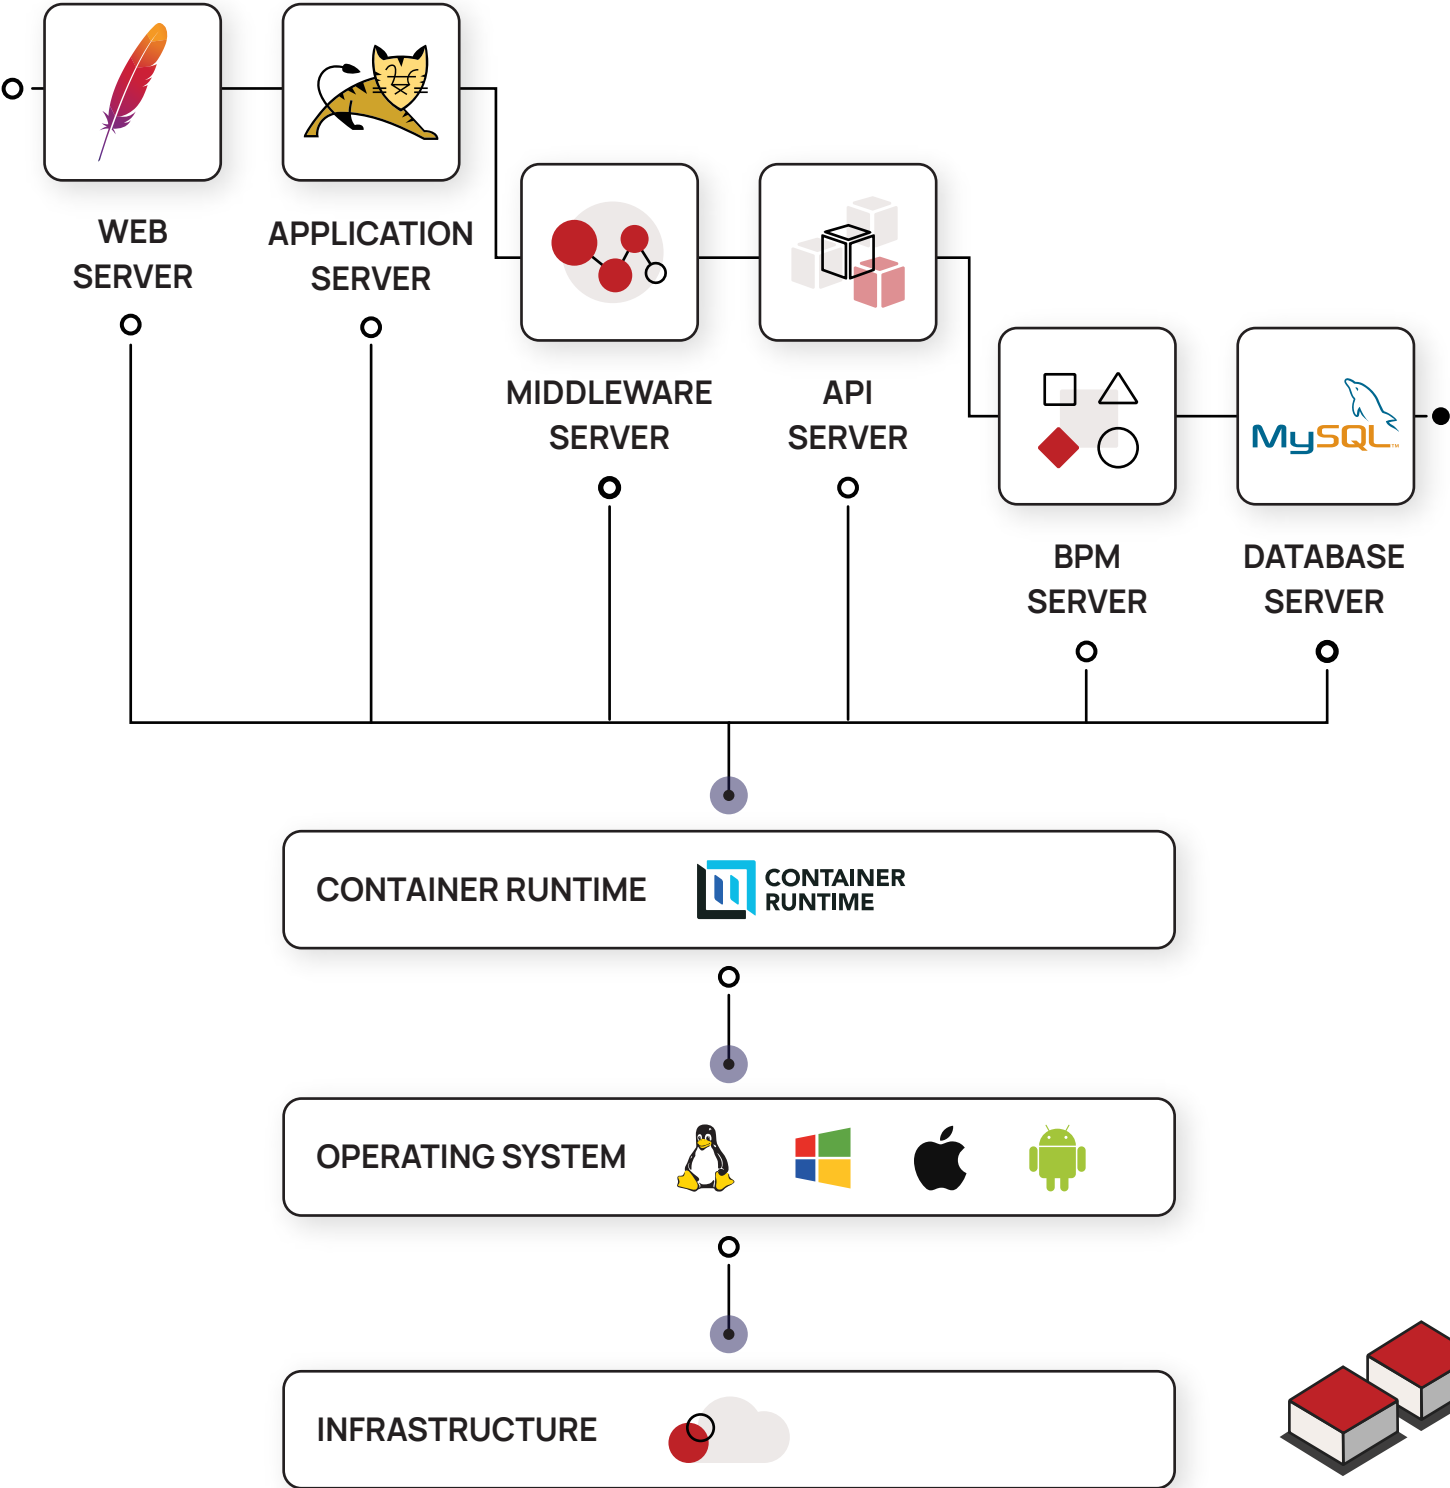 WEB
SERVER
APPLICATION
SERVER
MIDDLEWARE
SERVER
API
SERVER
MySQL™
BPM
SERVER
DATABASE
SERVER
CONTAINER RUNTIME
CONTAINER
RUNTIME
OPERATING SYSTEM
INFRASTRUCTURE